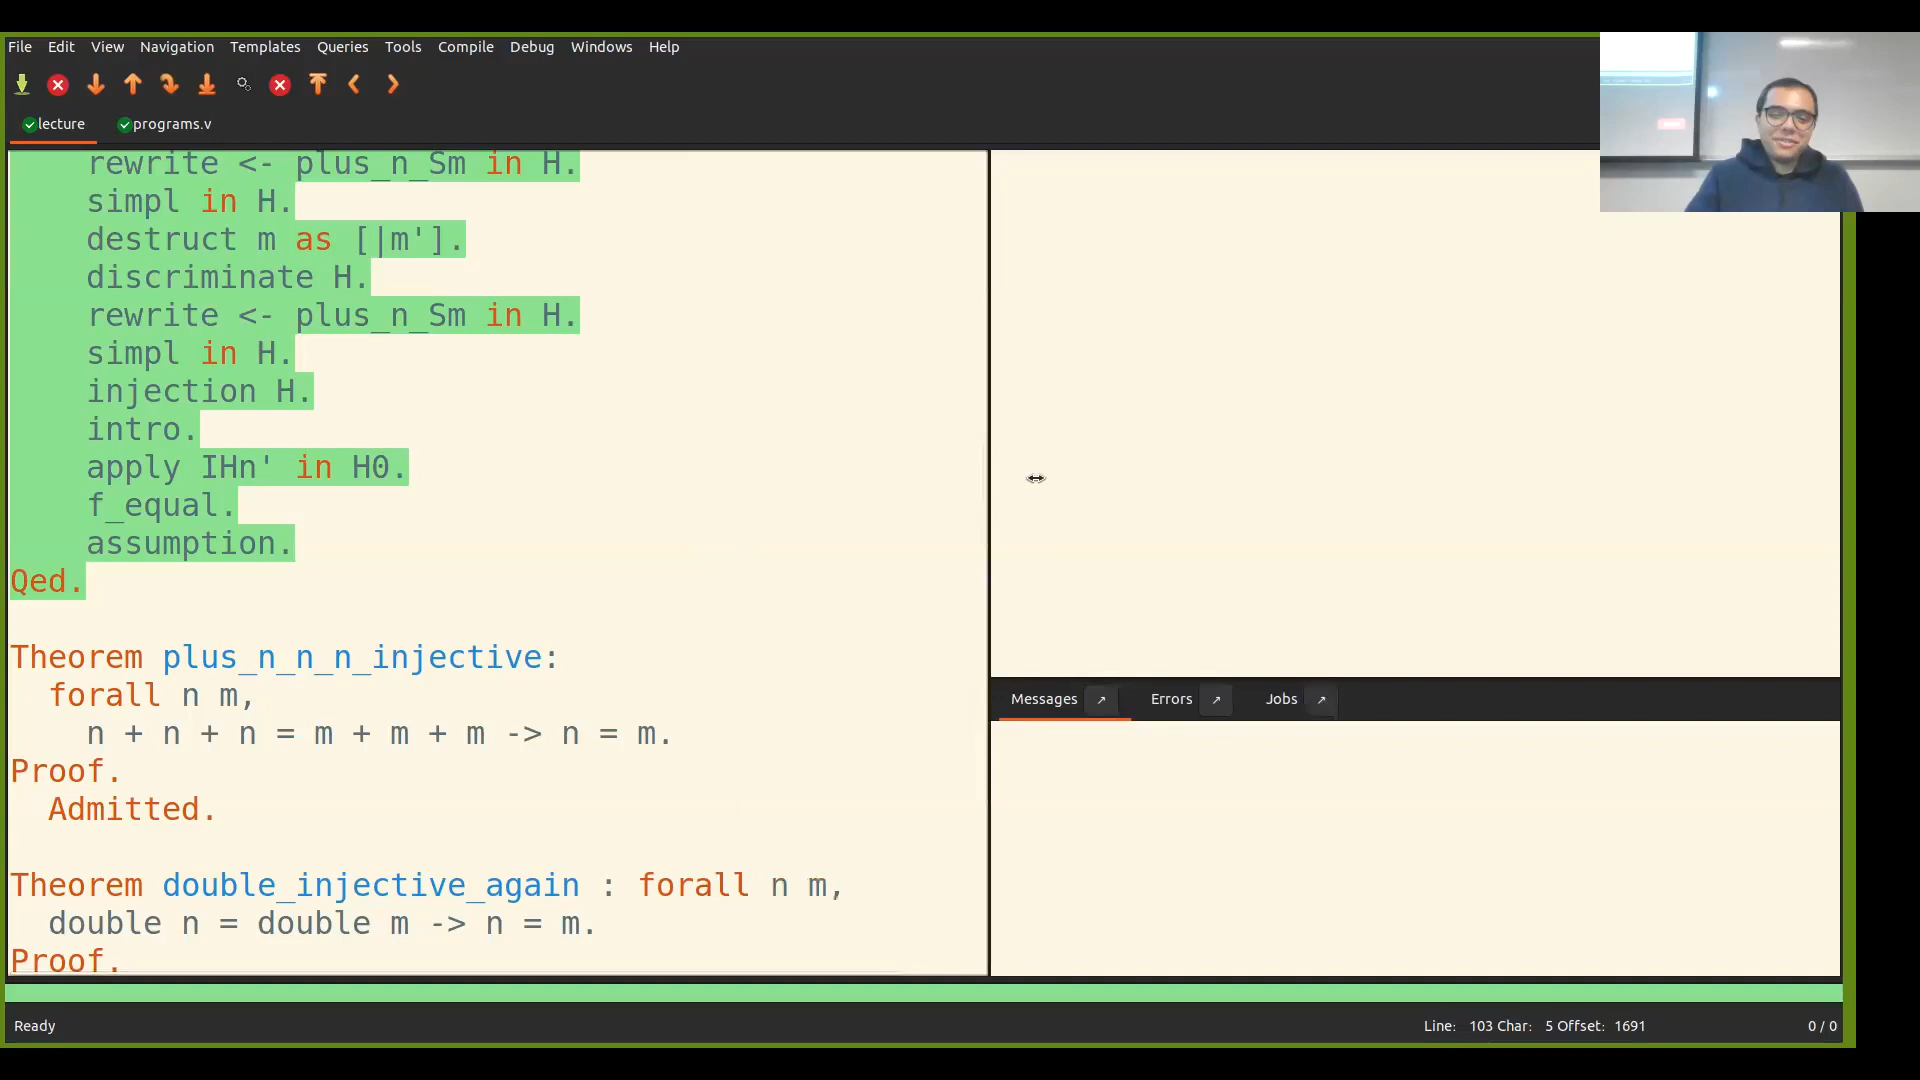 File Edit View Navigation Templates Queries Tools Compile Debug Windows Help
lecture programs.v
rewrite <- plus_n_Sm in H.
simpl in H.
destruct m as [|m'].
discriminate H.
rewrite <- plus_n_Sm in H.
simpl in H.
injection H.
intro.
apply IHn' in H0.
f_equal.
assumption.
Qed.
Theorem plus_n_n_n_injective:
forall n m,
n + n + n = m + m + m -> n = m.
Proof.
Admitted.
Theorem double_injective_again : forall n m,
double n = double m -> n = m.
Proof.
Messages ↗ Errors ↗ Jobs ↗
Ready Line: 103 Char: 5 Offset: 1691 0 / 0